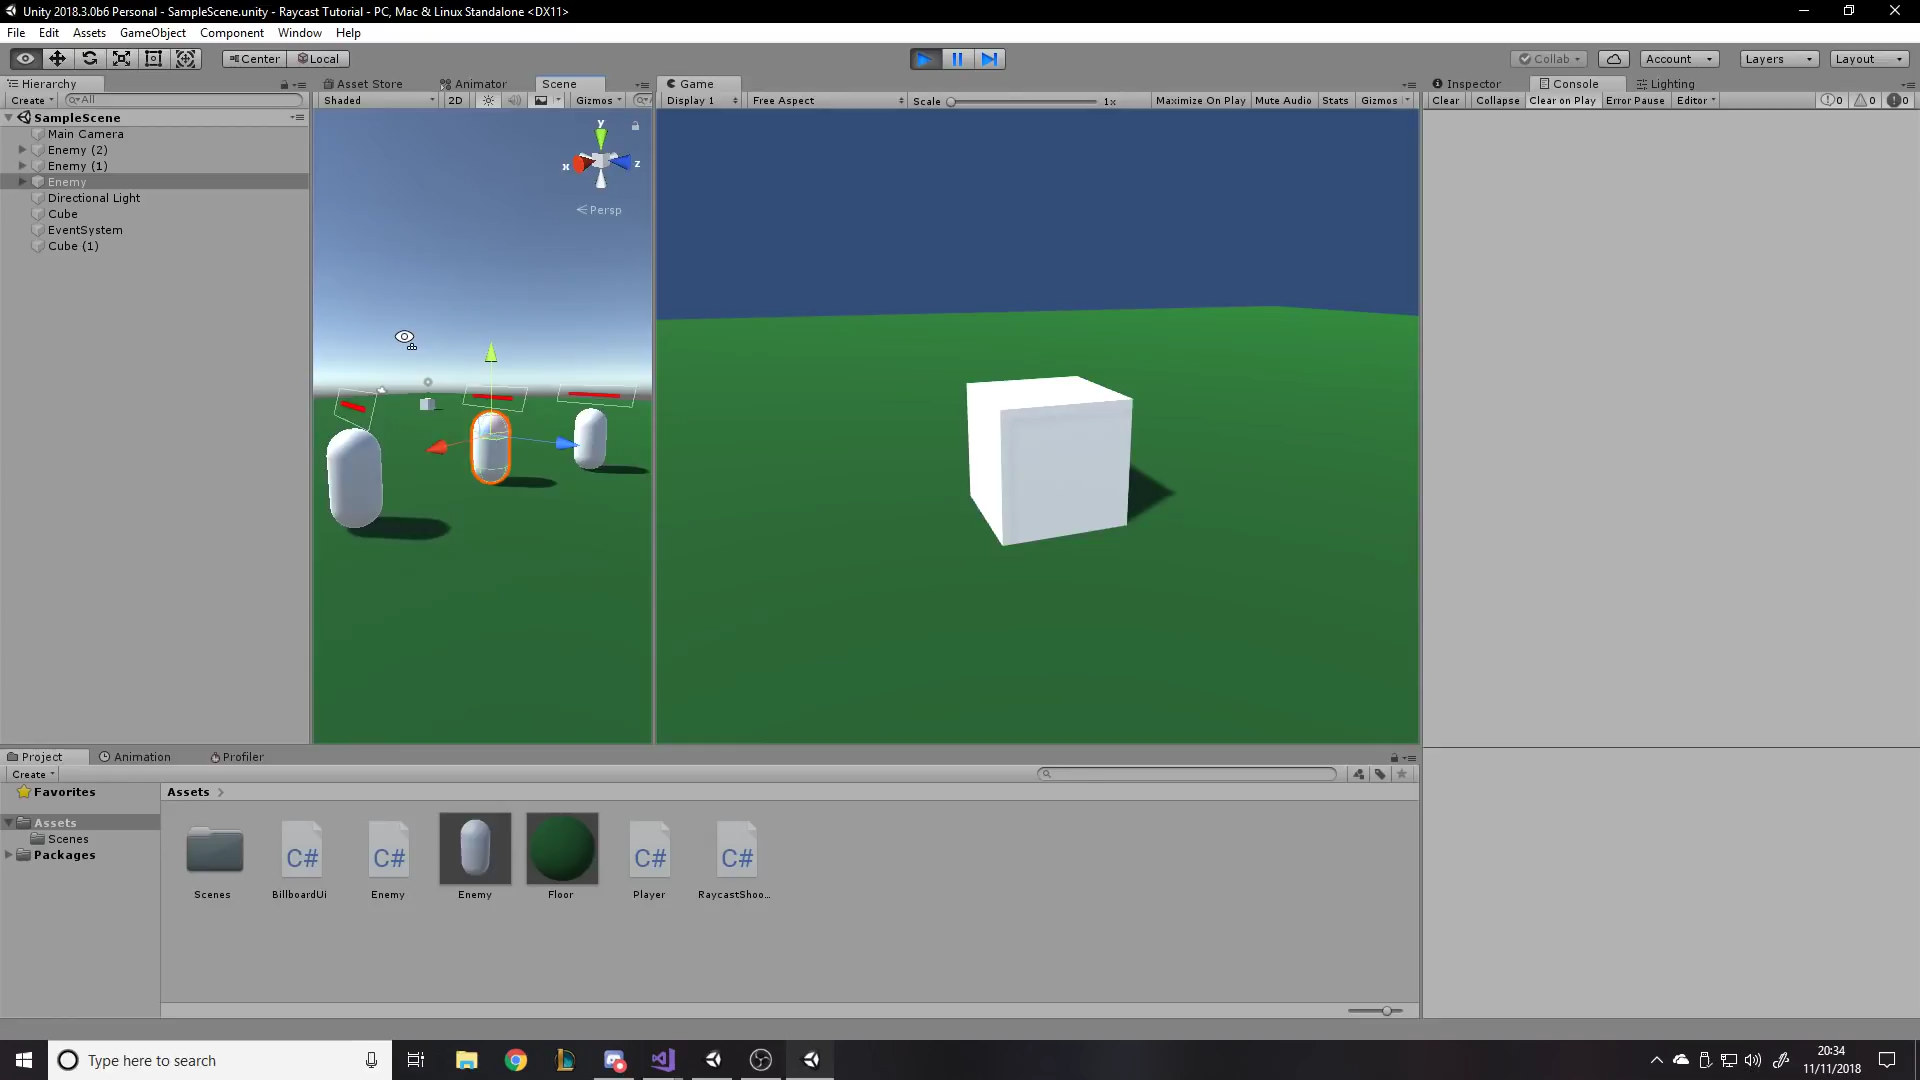 Unity 2018.3.0b6 Personal - SampleScene.unity - Raycast Tutorial - PC, Mac & Linux Standalone <DX11>
File Edit Assets GameObject Component Window Help
Center Local Collab Account Layers Layout
Hierarchy Asset Store Animator Scene Game Inspector Console Lighting
Create All Shaded 2D Gizmos Display 1 Free Aspect Scale 1x Maximize On Play Mute Audio Stats Gizmos Clear Collapse Clear on Play Error Pause Editor 0 0 0
SampleScene
Main Camera
Enemy (2)
Enemy (1)
Enemy
Directional Light
Cube
EventSystem
Cube (1)
y
x z
Persp
Project Animation Profiler
Create
Favorites
Assets
Scenes
Packages
Assets
C# C# C# C#
Scenes BillboardUi Enemy Enemy Floor Player RaycastShoo...
Type here to search
20:34
11/11/2018